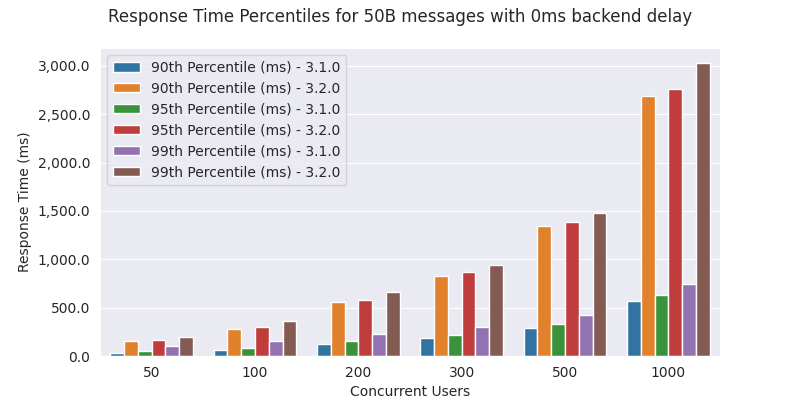 Response Time Percentiles for 50B messages with 0ms backend delay
3,000.0
2,500.0
2,000.0
1,500.0
1,000.0
500.0
0.0
Response Time (ms)
90th Percentile (ms) - 3.1.0
90th Percentile (ms) - 3.2.0
95th Percentile (ms) - 3.1.0
95th Percentile (ms) - 3.2.0
99th Percentile (ms) - 3.1.0
99th Percentile (ms) - 3.2.0
50 100 200 300 500 1000
Concurrent Users